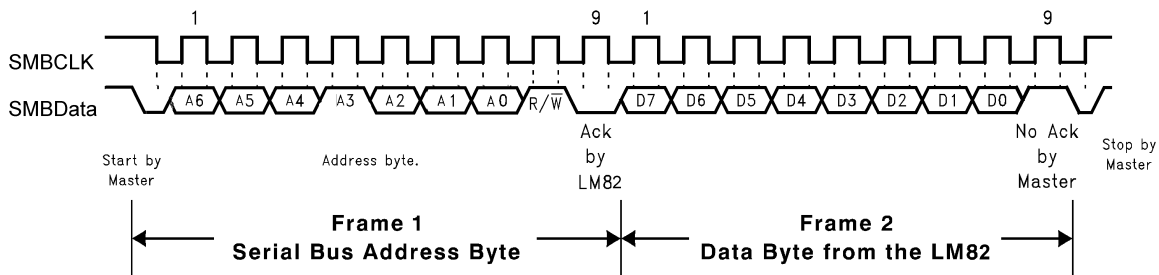 1 9 1 9
SMBCLK
SMBData
A6 A5 A4 A3 A2 A1 A0 R/W̅ D7 D6 D5 D4 D3 D2 D1 D0
Start by
Master
Address byte.
Ack
by
LM82
No Ack
by
Master
Stop by
Master
Frame 1
Serial Bus Address Byte
Frame 2
Data Byte from the LM82